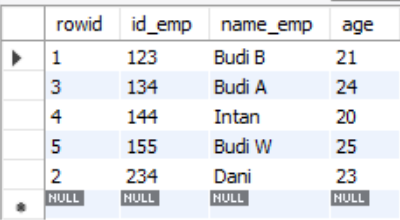 rowid id_emp name_emp age
1 123 Budi B 21
3 134 Budi A 24
4 144 Intan 20
5 155 Budi W 25
2 234 Dani 23
NULL NULL NULL NULL